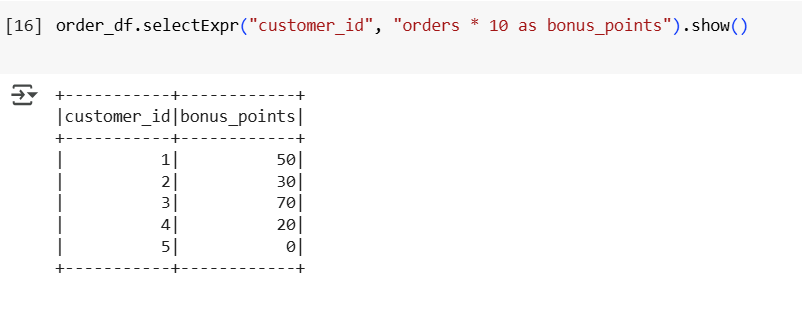 [16] order_df.selectExpr("customer_id", "orders * 10 as bonus_points").show()
+-----------+------------+
|customer_id|bonus_points|
+-----------+------------+
|          1|          50|
|          2|          30|
|          3|          70|
|          4|          20|
|          5|           0|
+-----------+------------+